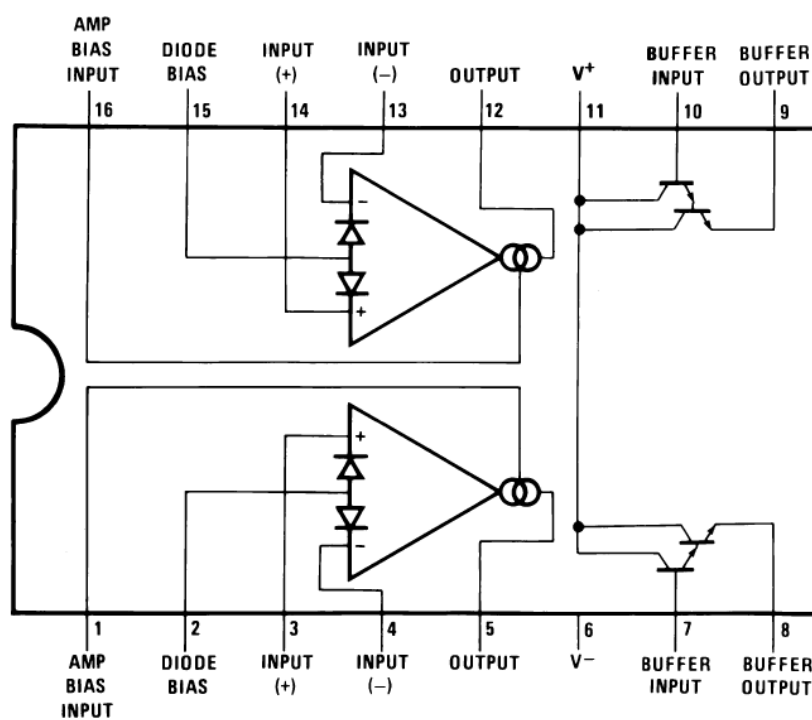 AMP
BIAS
INPUT
DIODE
BIAS
INPUT
(+)
INPUT
(−)
OUTPUT
V+
BUFFER
INPUT
BUFFER
OUTPUT
16 15 14 13 12 11 10 9
−
+
+
−
1 2 3 4 5 6 7 8
AMP
BIAS
INPUT
DIODE
BIAS
INPUT
(+)
INPUT
(−)
OUTPUT
V−
BUFFER
INPUT
BUFFER
OUTPUT